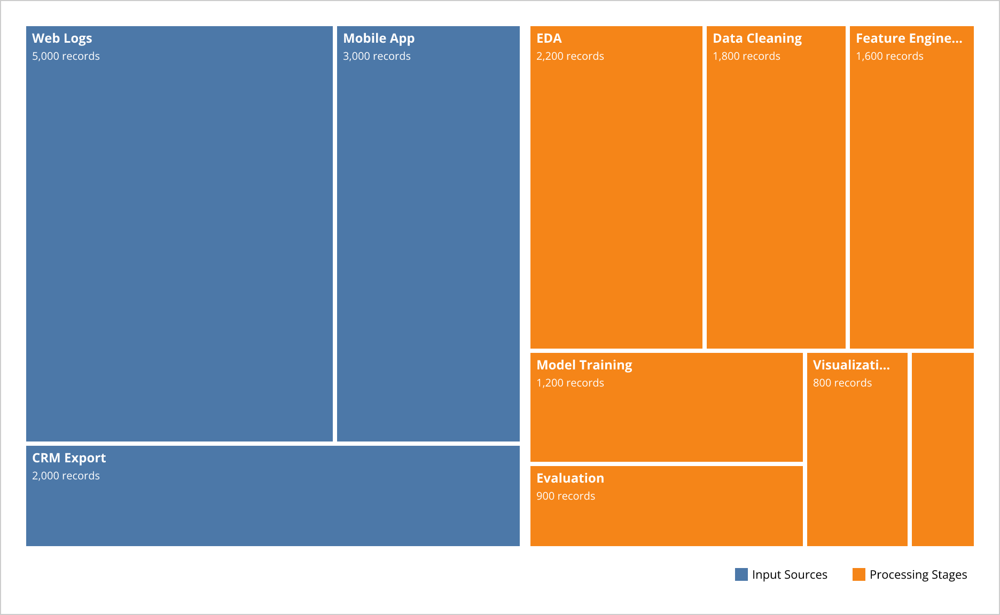 Web Logs
5,000 records
Mobile App
3,000 records
CRM Export
2,000 records
EDA
2,200 records
Data Cleaning
1,800 records
Feature Engine...
1,600 records
Model Training
1,200 records
Evaluation
900 records
Visualizati...
800 records
Input Sources
Processing Stages